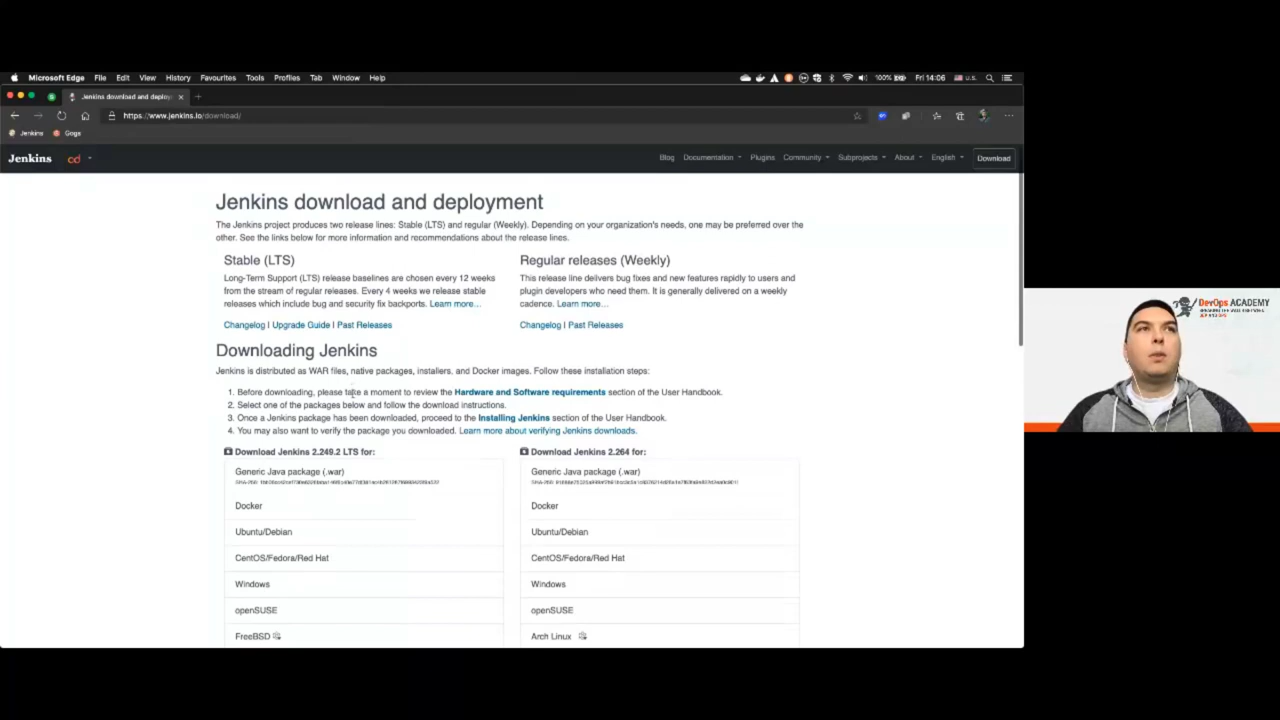 Microsoft Edge File Edit View History Favourites Tools Profiles Tab Window Help 100% Fri 14:06 U.S.
Jenkins download and deploy
https://www.jenkins.io/download/
Jenkins Gogs
Jenkins cd Blog Documentation Plugins Community Subprojects About English Download
Jenkins download and deployment
The Jenkins project produces two release lines: Stable (LTS) and regular (Weekly). Depending on your organization's needs, one may be preferred over the
other. See the links below for more information and recommendations about the release lines.
Stable (LTS)
Long-Term Support (LTS) release baselines are chosen every 12 weeks
from the stream of regular releases. Every 4 weeks we release stable
releases which include bug and security fix backports. Learn more…
Changelog | Upgrade Guide | Past Releases
Regular releases (Weekly)
This release line delivers bug fixes and new features rapidly to users and
plugin developers who need them. It is generally delivered on a weekly
cadence. Learn more…
Changelog | Past Releases
Downloading Jenkins
Jenkins is distributed as WAR files, native packages, installers, and Docker images. Follow these installation steps:
1. Before downloading, please take a moment to review the Hardware and Software requirements section of the User Handbook.
2. Select one of the packages below and follow the download instructions.
3. Once a Jenkins package has been downloaded, proceed to the Installing Jenkins section of the User Handbook.
4. You may also want to verify the package you downloaded. Learn more about verifying Jenkins downloads.
Download Jenkins 2.249.2 LTS for:
Generic Java package (.war)
SHA-256:
Docker
Ubuntu/Debian
CentOS/Fedora/Red Hat
Windows
openSUSE
FreeBSD
Download Jenkins 2.264 for:
Generic Java package (.war)
SHA-256:
Docker
Ubuntu/Debian
CentOS/Fedora/Red Hat
Windows
openSUSE
Arch Linux
DevOps ACADEMY